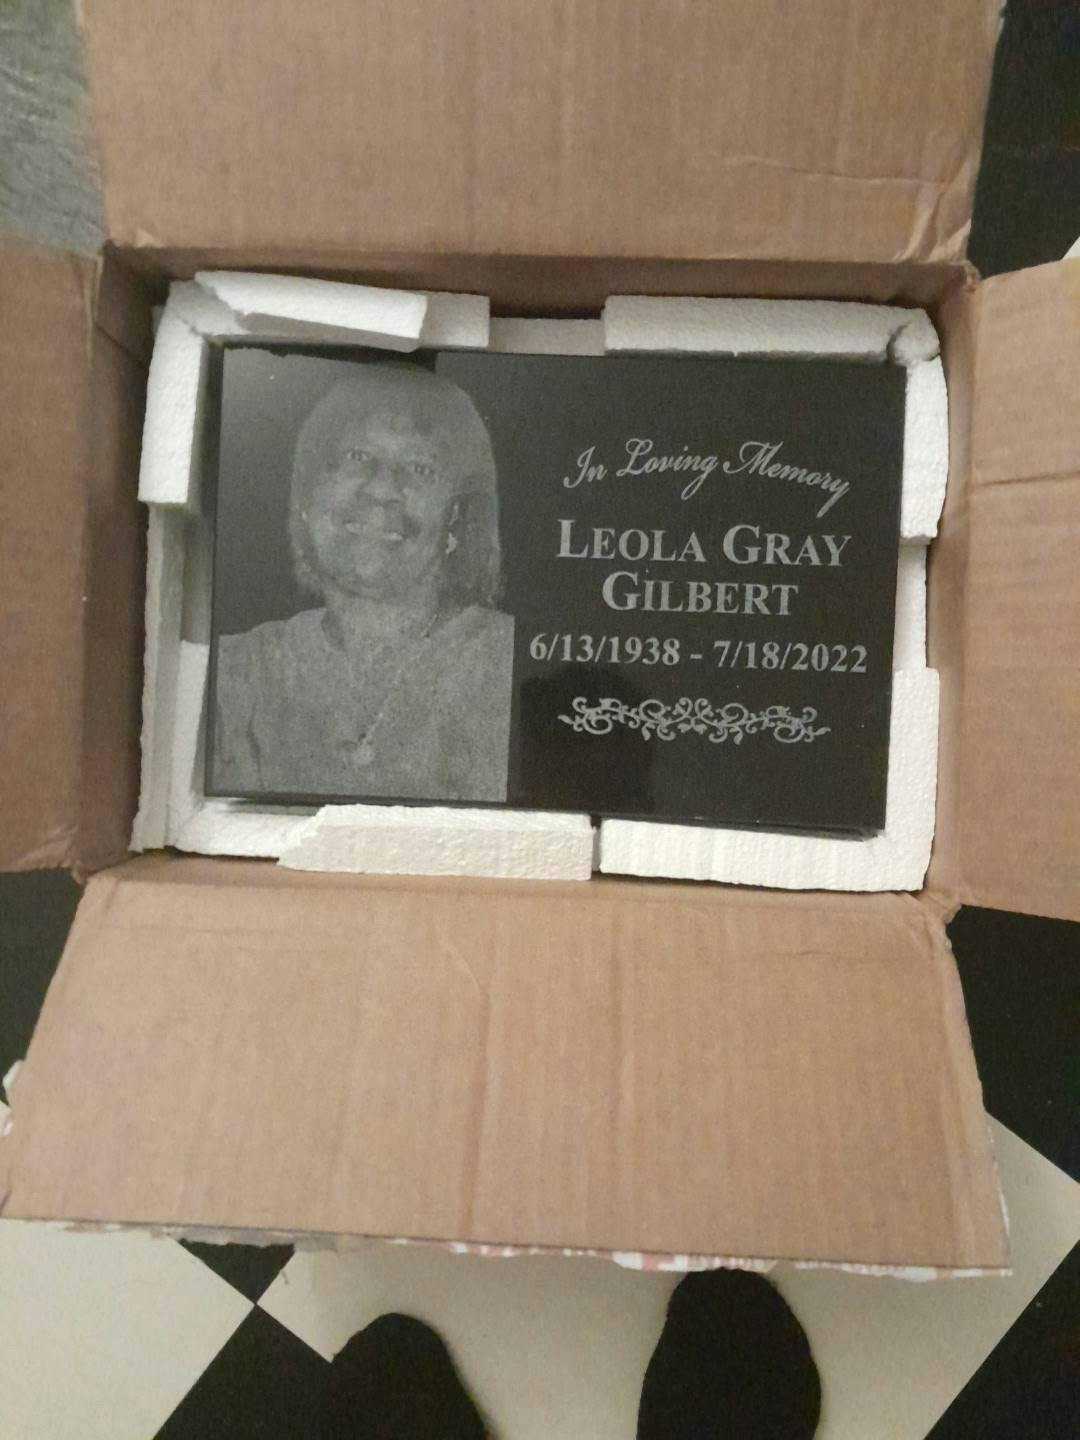 In Loving Memory
LEOLA GRAY
GILBERT
6/13/1938 - 7/18/2022